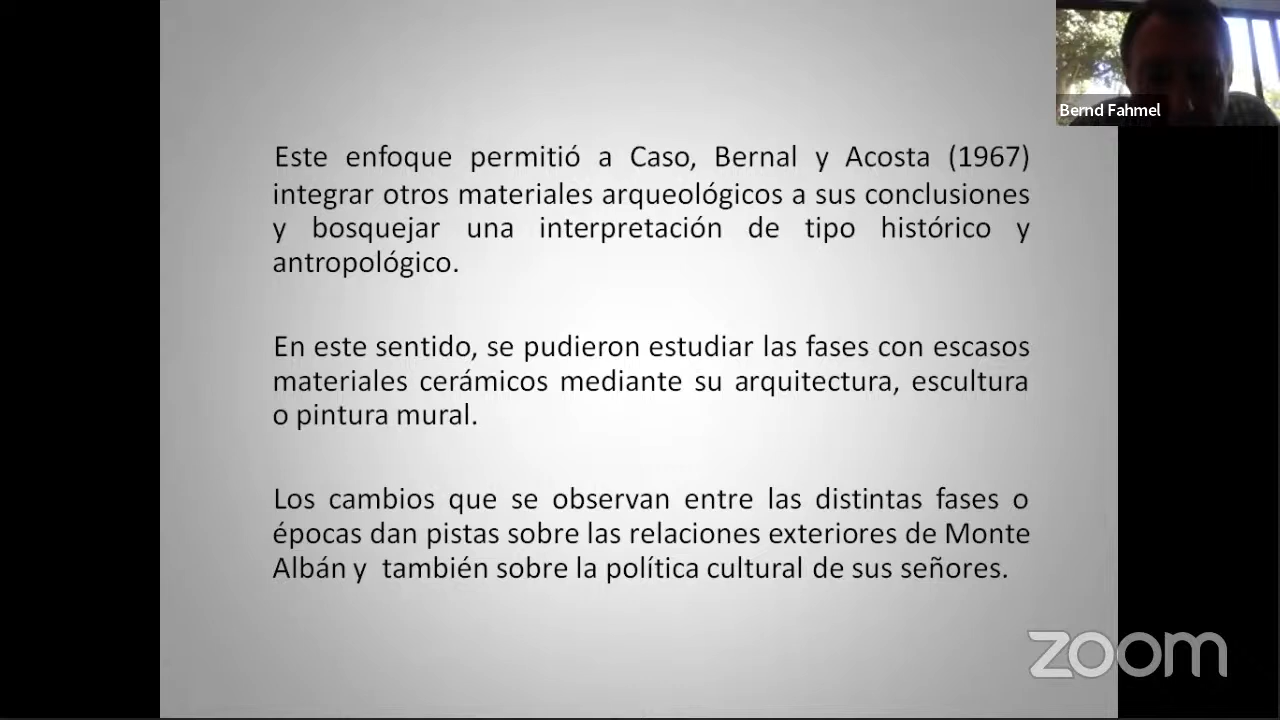 Bernd Fahmel
Este enfoque permitió a Caso, Bernal y Acosta (1967)
integrar otros materiales arqueológicos a sus conclusiones
y bosquejar una interpretación de tipo histórico y
antropológico.
En este sentido, se pudieron estudiar las fases con escasos
materiales cerámicos mediante su arquitectura, escultura
o pintura mural.
Los cambios que se observan entre las distintas fases o
épocas dan pistas sobre las relaciones exteriores de Monte
Albán y también sobre la política cultural de sus señores.
zoom